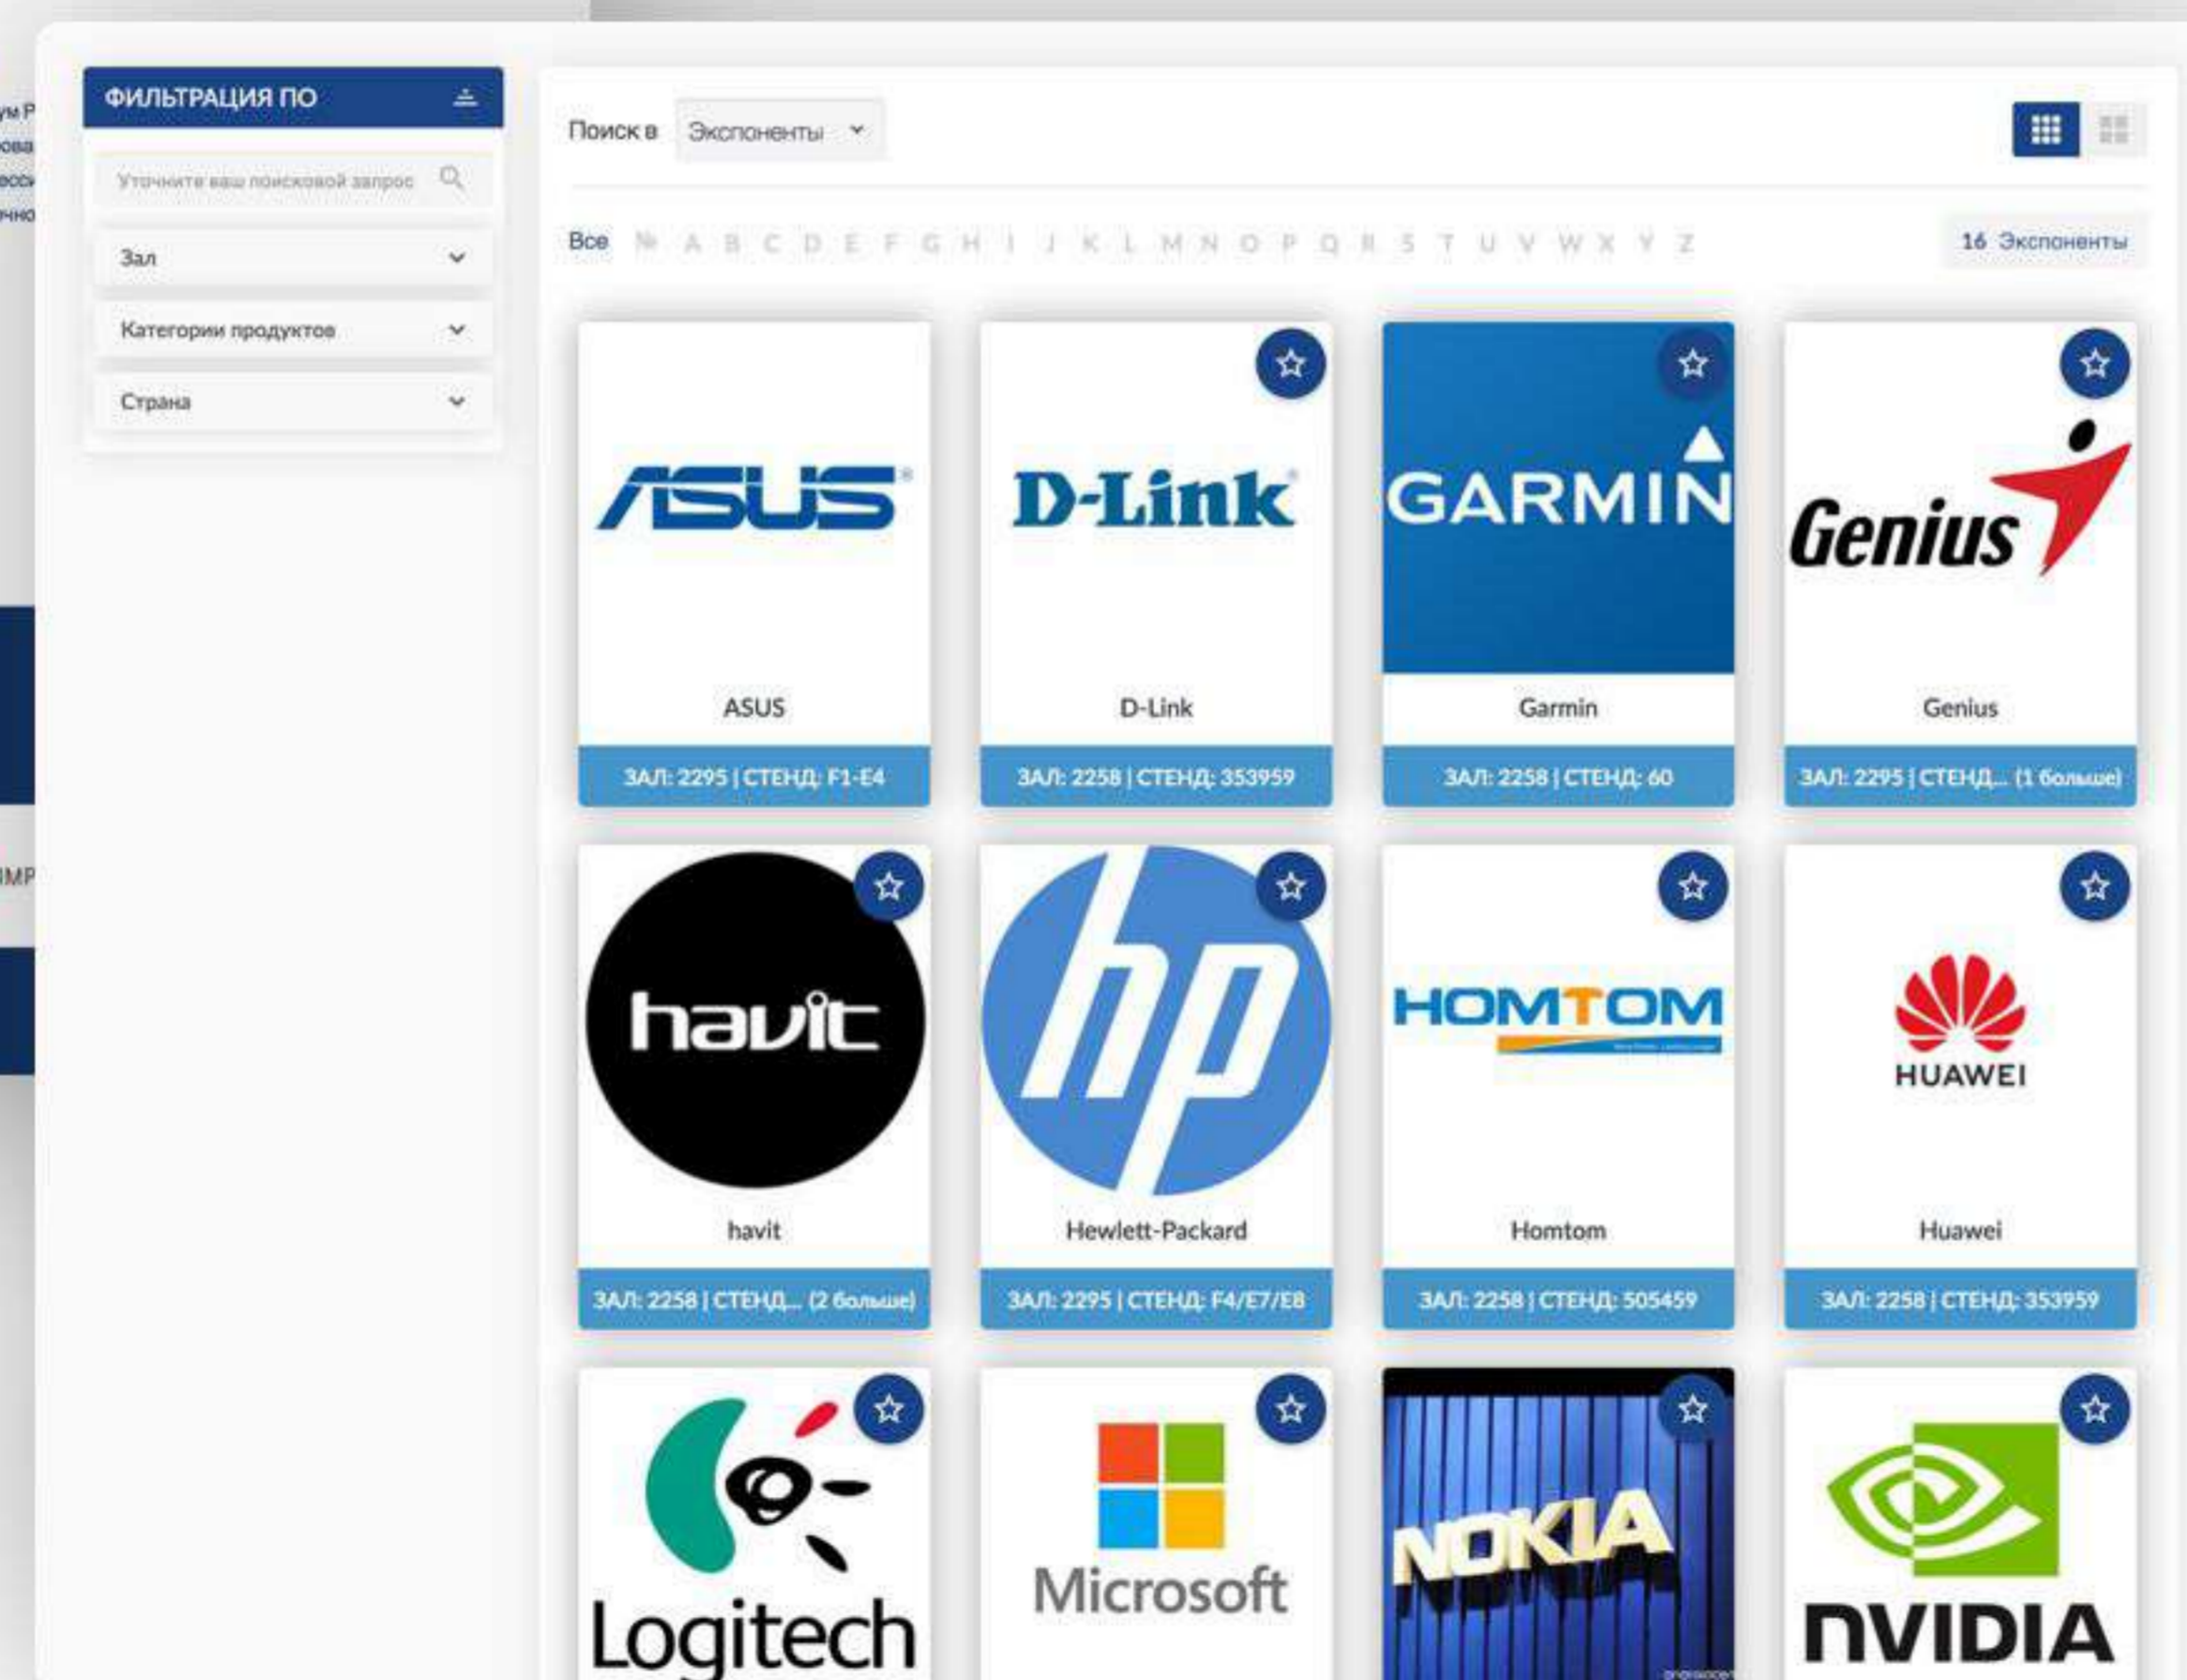 ФИЛЬТРАЦИЯ ПО
Уточните ваш поисковой запрос
Зал
Категории продуктов
Страна
Поиск в Экспоненты
Все № A B C D E F G H I J K L M N O P Q R S T U V W X Y Z
16 Экспоненты
ASUS
D-Link
GARMIN
Genius
ASUS
D-Link
Garmin
Genius
ЗАЛ: 2295 | СТЕНД: F1-E4
ЗАЛ: 2258 | СТЕНД: 353959
ЗАЛ: 2258 | СТЕНД: 60
ЗАЛ: 2295 | СТЕНД... (1 больше)
havit
hp
HOMTOM
HUAWEI
havit
Hewlett-Packard
Homtom
Huawei
ЗАЛ: 2258 | СТЕНД... (2 больше)
ЗАЛ: 2295 | СТЕНД: F4/E7/E8
ЗАЛ: 2258 | СТЕНД: 505459
ЗАЛ: 2258 | СТЕНД: 353959
Logitech
Microsoft
NOKIA
NVIDIA